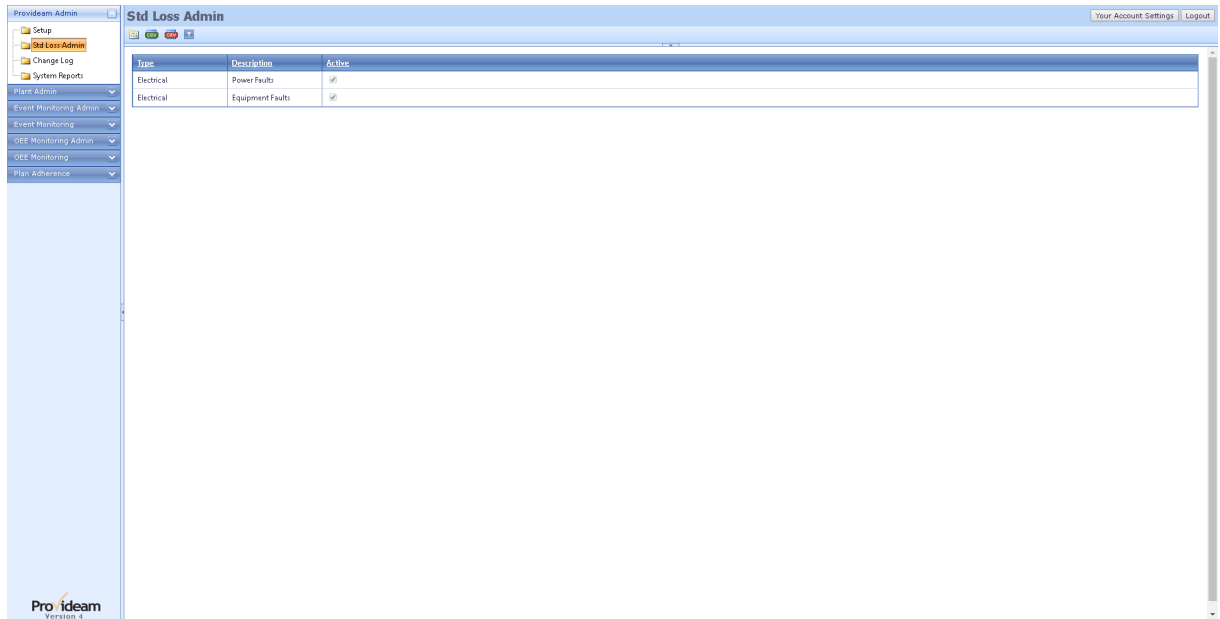 Provideam Admin
Setup
Std Loss Admin
Change Log
System Reports
Plant Admin
Event Monitoring Admin
Event Monitoring
OEE Monitoring Admin
OEE Monitoring
Plan Adherence
Std Loss Admin
Your Account Settings Logout
CSV CSV
Type Description Active
Electrical Power Faults
Electrical Equipment Faults
Provideam
Version 4